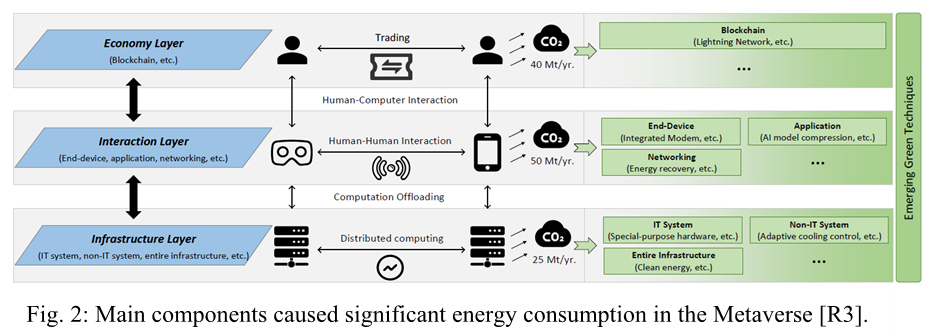 Economy Layer
(Blockchain, etc.)
Trading
CO₂
40 Mt/yr.
Blockchain
(Lightning Network, etc.)
...
Human-Computer Interaction
Interaction Layer
(End-device, application, networking, etc.)
Human-Human Interaction
CO₂
50 Mt/yr.
End-Device
(Integrated Modem, etc.)
Application
(AI model compression, etc.)
Networking
(Energy recovery, etc.)
...
Computation Offloading
Infrastructure Layer
(IT system, non-IT system, entire infrastructure, etc.)
Distributed computing
CO₂
25 Mt/yr.
IT System
(Special-purpose hardware, etc.)
Non-IT System
(Adaptive cooling control, etc.)
Entire Infrastructure
(Clean energy, etc.)
...
Emerging Green Techniques
Fig. 2: Main components caused significant energy consumption in the Metaverse [R3].